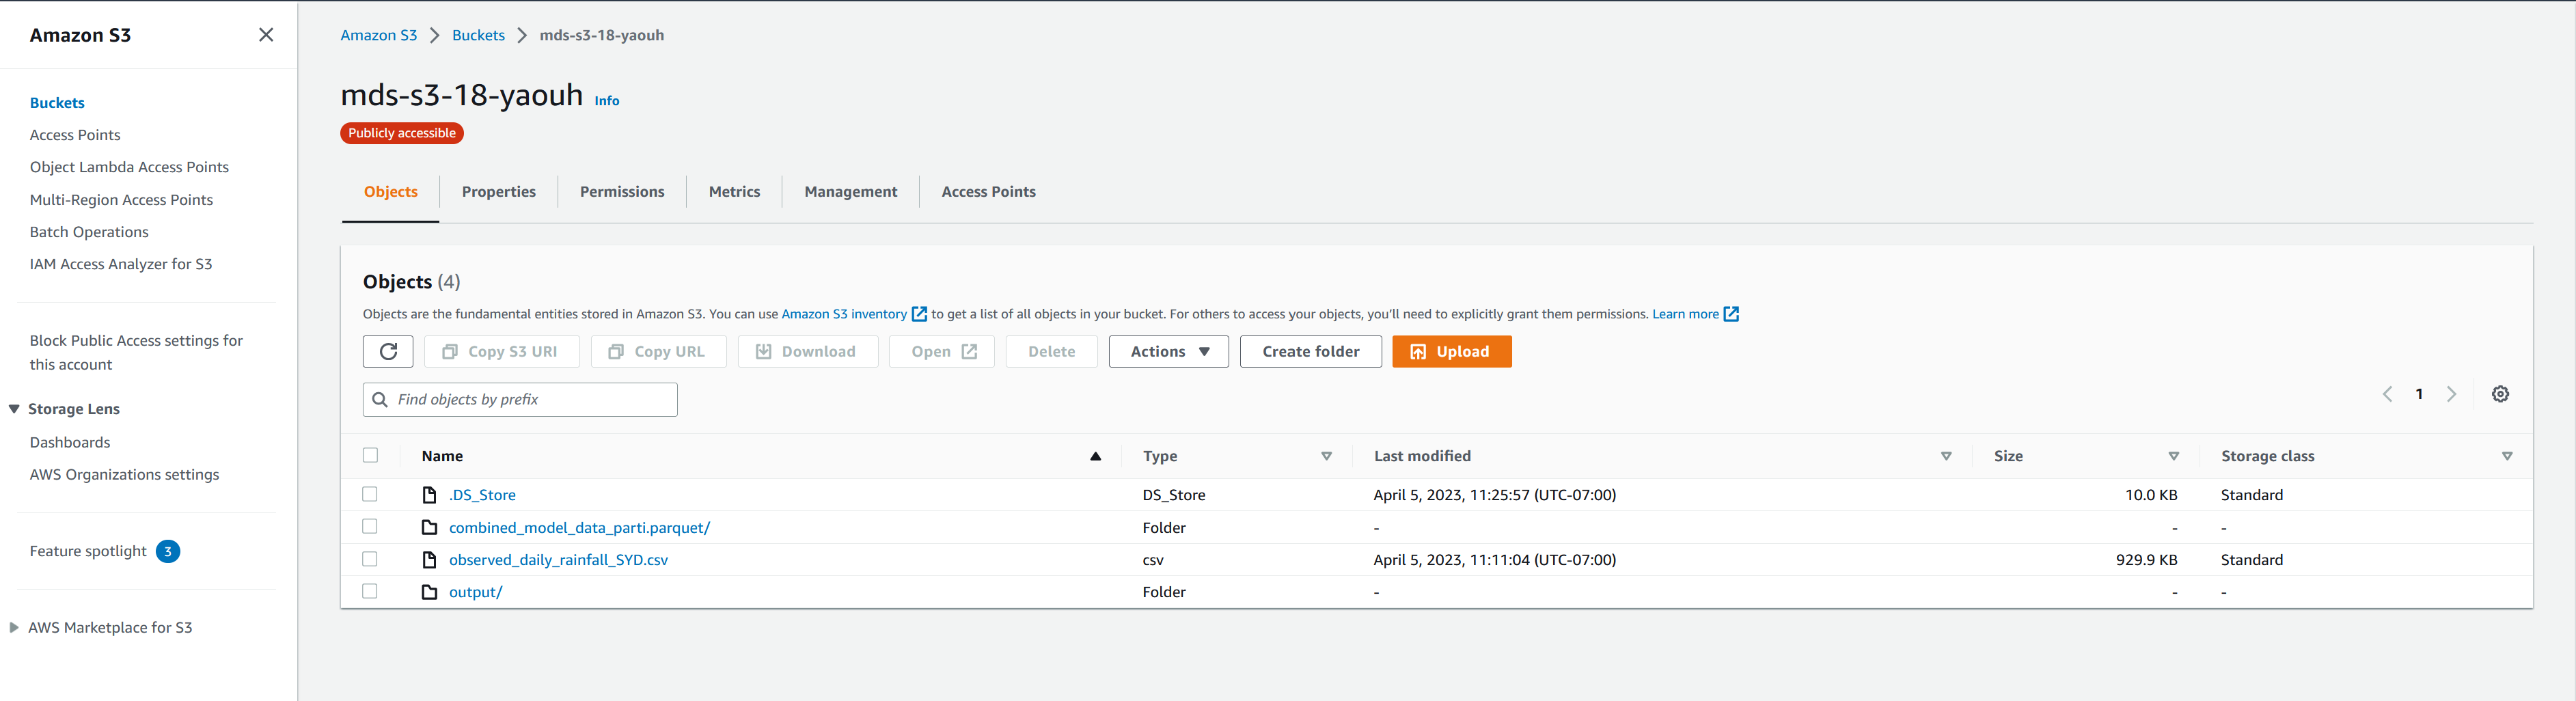 Amazon S3
Buckets
Access Points
Object Lambda Access Points
Multi-Region Access Points
Batch Operations
IAM Access Analyzer for S3
Block Public Access settings for
this account
Storage Lens
Dashboards
AWS Organizations settings
Feature spotlight 3
AWS Marketplace for S3
Amazon S3 > Buckets > mds-s3-18-yaouh
mds-s3-18-yaouh Info
Publicly accessible
Objects Properties Permissions Metrics Management Access Points
Objects (4)
Objects are the fundamental entities stored in Amazon S3. You can use Amazon S3 inventory to get a list of all objects in your bucket. For others to access your objects, you'll need to explicitly grant them permissions. Learn more
Copy S3 URI Copy URL Download Open Delete Actions Create folder Upload
Find objects by prefix
1
Name Type Last modified Size Storage class
.DS_Store DS_Store April 5, 2023, 11:25:57 (UTC-07:00) 10.0 KB Standard
combined_model_data_parti.parquet/ Folder - - -
observed_daily_rainfall_SYD.csv csv April 5, 2023, 11:11:04 (UTC-07:00) 929.9 KB Standard
output/ Folder - - -